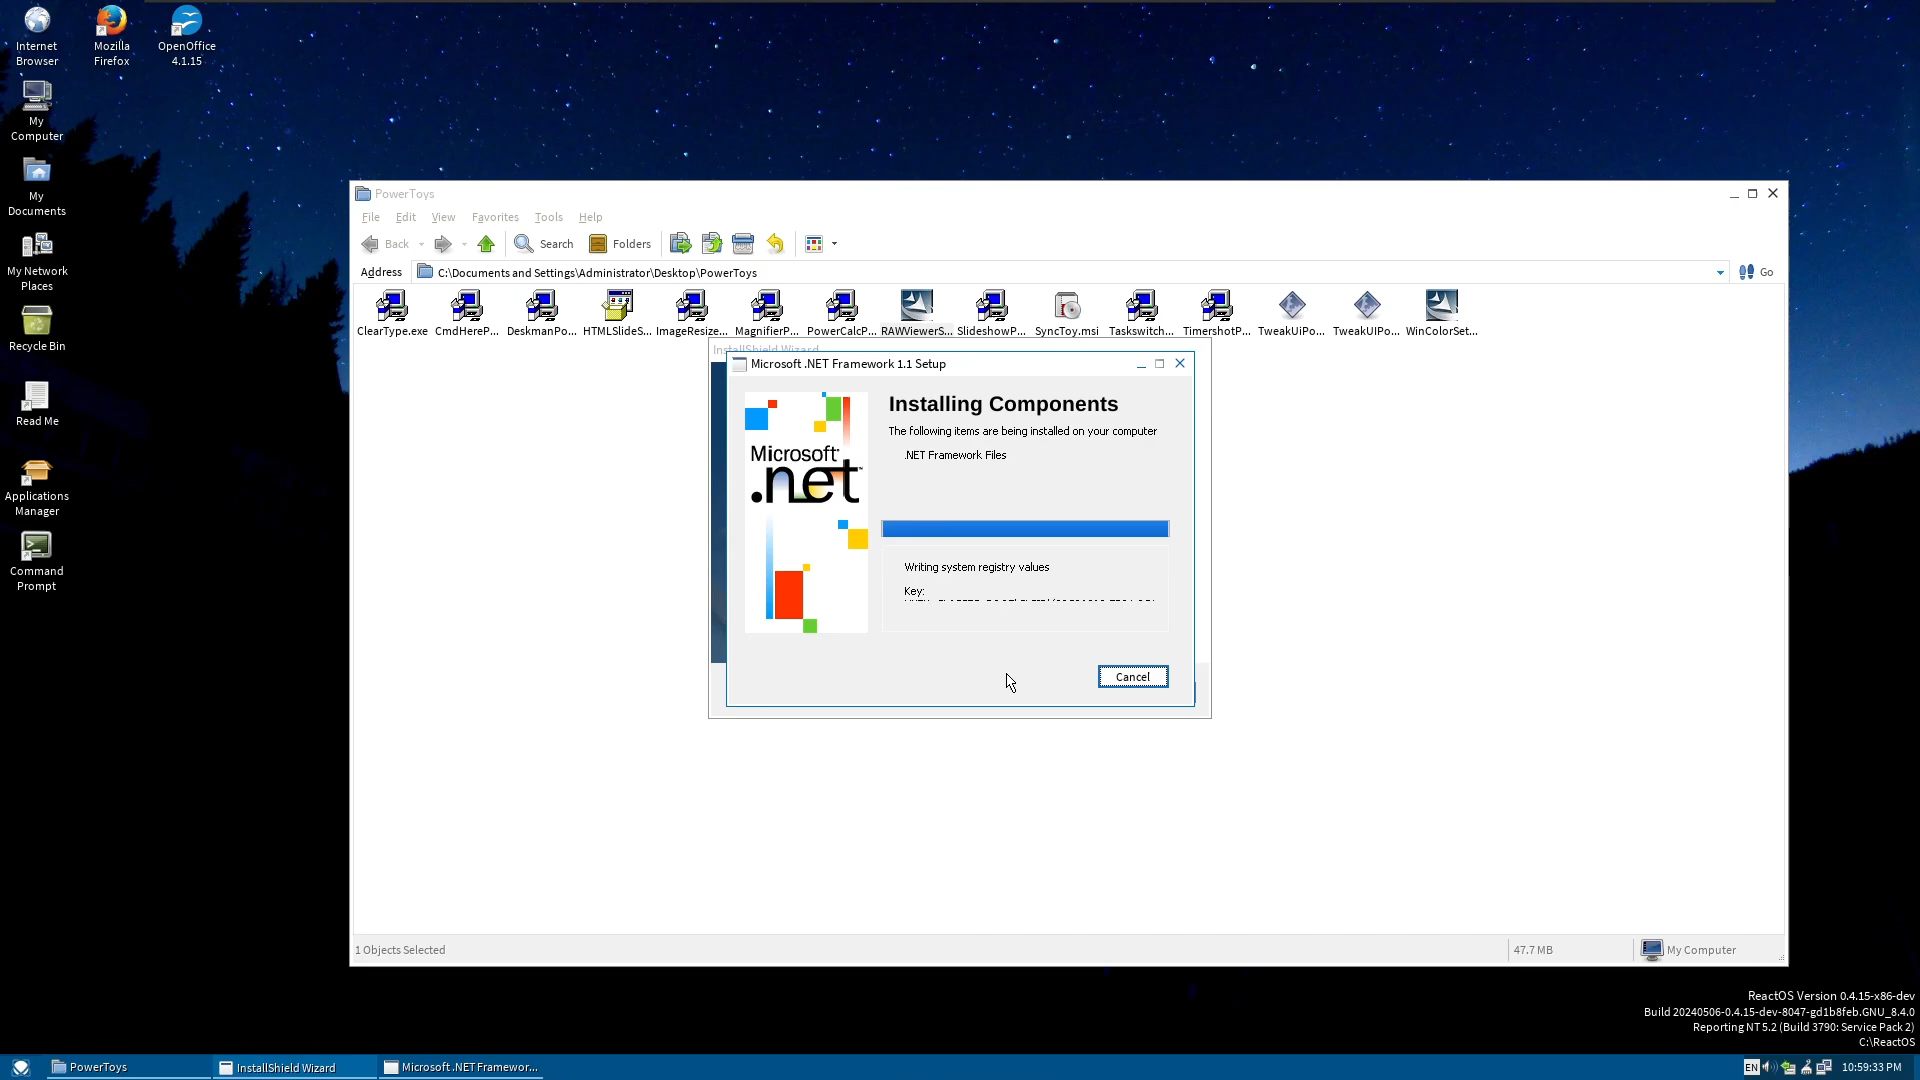 Internet Browser
Mozilla Firefox
OpenOffice 4.1.15
My Computer
My Documents
My Network Places
Recycle Bin
Read Me
Applications Manager
Command Prompt
PowerToys
File Edit View Favorites Tools Help
Back Search Folders
Address C:\Documents and Settings\Administrator\Desktop\PowerToys Go
ClearType.exe CmdHereP... DeskmanPo... HTMLSlideS... ImageResize... MagnifierP... PowerCalcP... RAWViewerS... SlideshowP... SyncToy.msi Taskswitch... TimershotP... TweakUiPo... TweakUIPo... WinColorSet...
InstallShield Wizard
Microsoft .NET Framework 1.1 Setup
Microsoft
.net
Installing Components
The following items are being installed on your computer
.NET Framework Files
Writing system registry values
Key:
Cancel
1 Objects Selected 47.7 MB My Computer
ReactOS Version 0.4.15-x86-dev
Build 20240506-0.4.15-dev-8047-gd1b8feb.GNU_8.4.0
Reporting NT 5.2 (Build 3790: Service Pack 2)
C:\ReactOS
PowerToys InstallShield Wizard Microsoft .NET Framewor... EN 10:59:33 PM